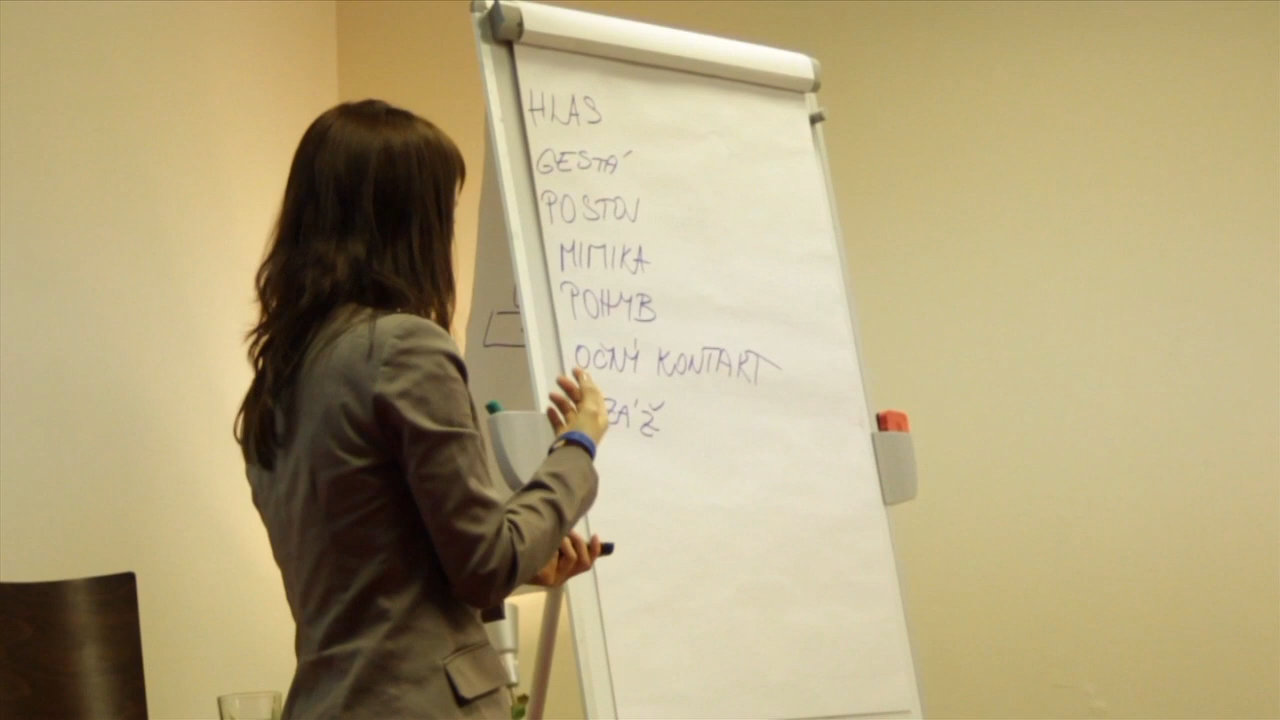 HLAS
GESTÁ
POSTOJ
MIMIKA
POHYB
OČNÝ KONTAKT